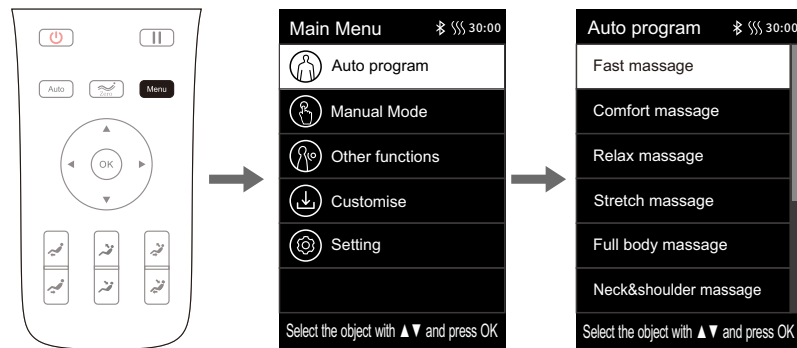 Auto
Zero
Menu
OK
Main Menu 30:00
Auto program
Manual Mode
Other functions
Customise
Setting
Select the object with ▲▼ and press OK
Auto program 30:00
Fast massage
Comfort massage
Relax massage
Stretch massage
Full body massage
Neck&shoulder massage
Select the object with ▲▼ and press OK